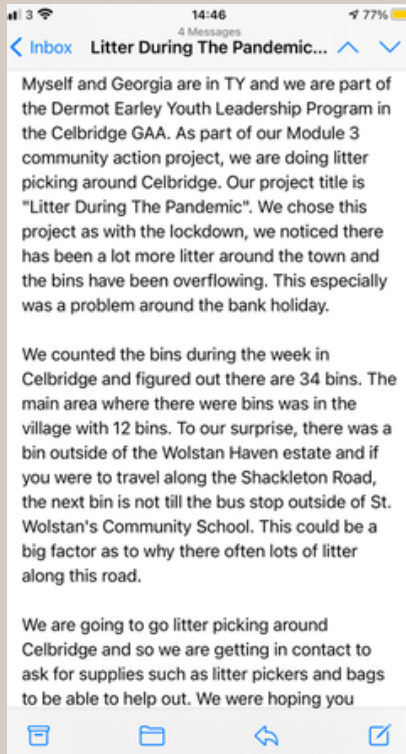 3 14:46 77%
4 Messages
Inbox Litter During The Pandemic...
Myself and Georgia are in TY and we are part of
the Dermot Earley Youth Leadership Program in
the Celbridge GAA. As part of our Module 3
community action project, we are doing litter
picking around Celbridge. Our project title is
"Litter During The Pandemic". We chose this
project as with the lockdown, we noticed there
has been a lot more litter around the town and
the bins have been overflowing. This especially
was a problem around the bank holiday.
We counted the bins during the week in
Celbridge and figured out there are 34 bins. The
main area where there were bins was in the
village with 12 bins. To our surprise, there was a
bin outside of the Wolstan Haven estate and if
you were to travel along the Shackleton Road,
the next bin is not till the bus stop outside of St.
Wolstan's Community School. This could be a
big factor as to why there often lots of litter
along this road.
We are going to go litter picking around
Celbridge and so we are getting in contact to
ask for supplies such as litter pickers and bags
to be able to help out. We were hoping you